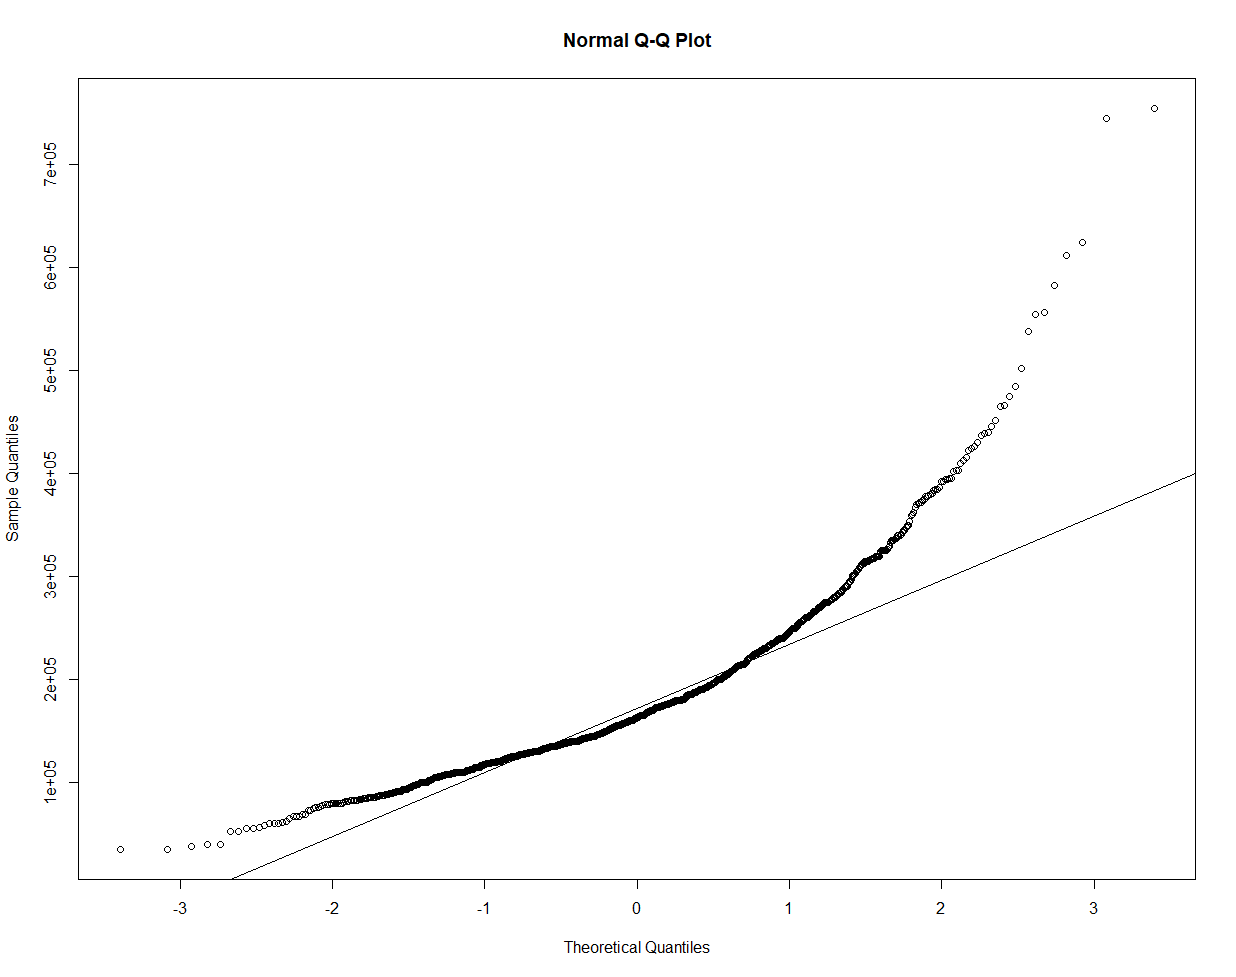 Normal Q-Q Plot
Sample Quantiles
7e+05
6e+05
5e+05
4e+05
3e+05
2e+05
1e+05
-3 -2 -1 0 1 2 3
Theoretical Quantiles